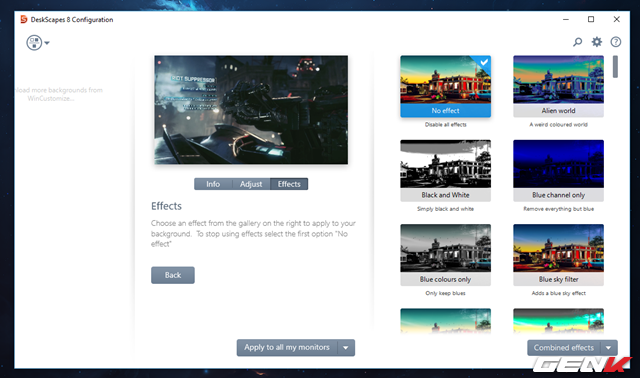 DeskScapes 8 Configuration
nload more backgrounds from
WinCustomize...
RIOT SUPPRESSOR
Info
Adjust
Effects
Effects
Choose an effect from the gallery on the right to apply to your
background. To stop using effects select the first option "No
effect"
Back
Apply to all my monitors
No effect
Disable all effects
Alien world
A weird coloured world
Black and White
Simply black and white
Blue channel only
Remove everything but blue
Blue colours only
Only keep blues
Blue sky filter
Adds a blue sky effect
Combined effects
GENK